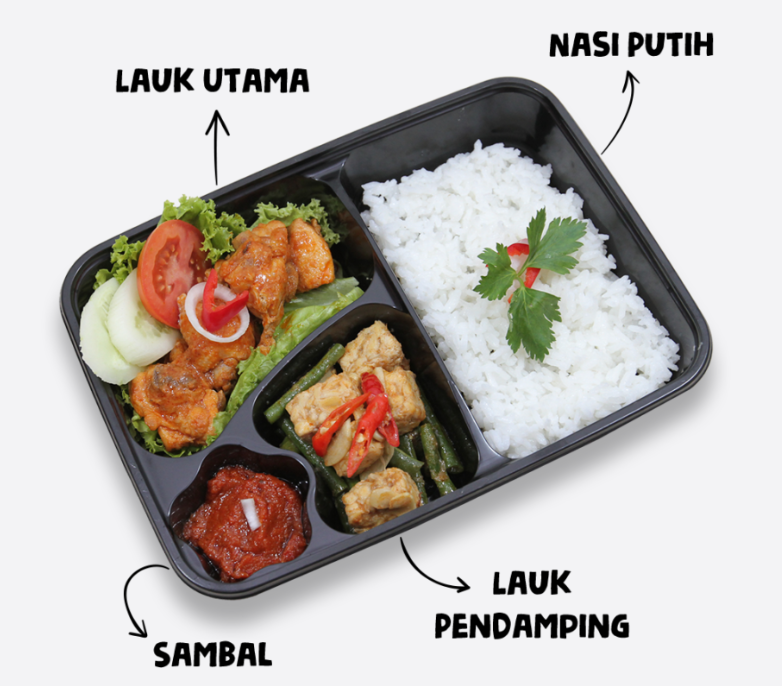 NASI PUTIH
LAUK UTAMA
LAUK
PENDAMPING
SAMBAL